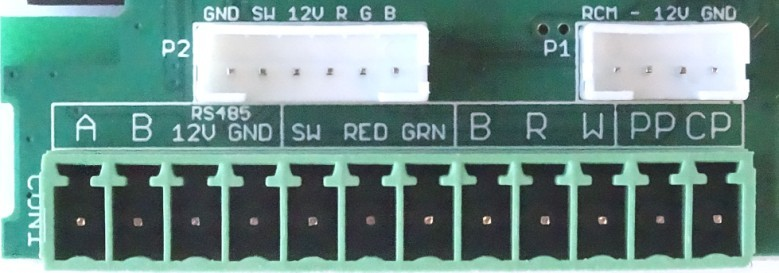 GND SW 12V R G B
RCM - 12V GND
P2
P1
A B RS485 12V GND SW RED GRN B R W PP CP
CON1